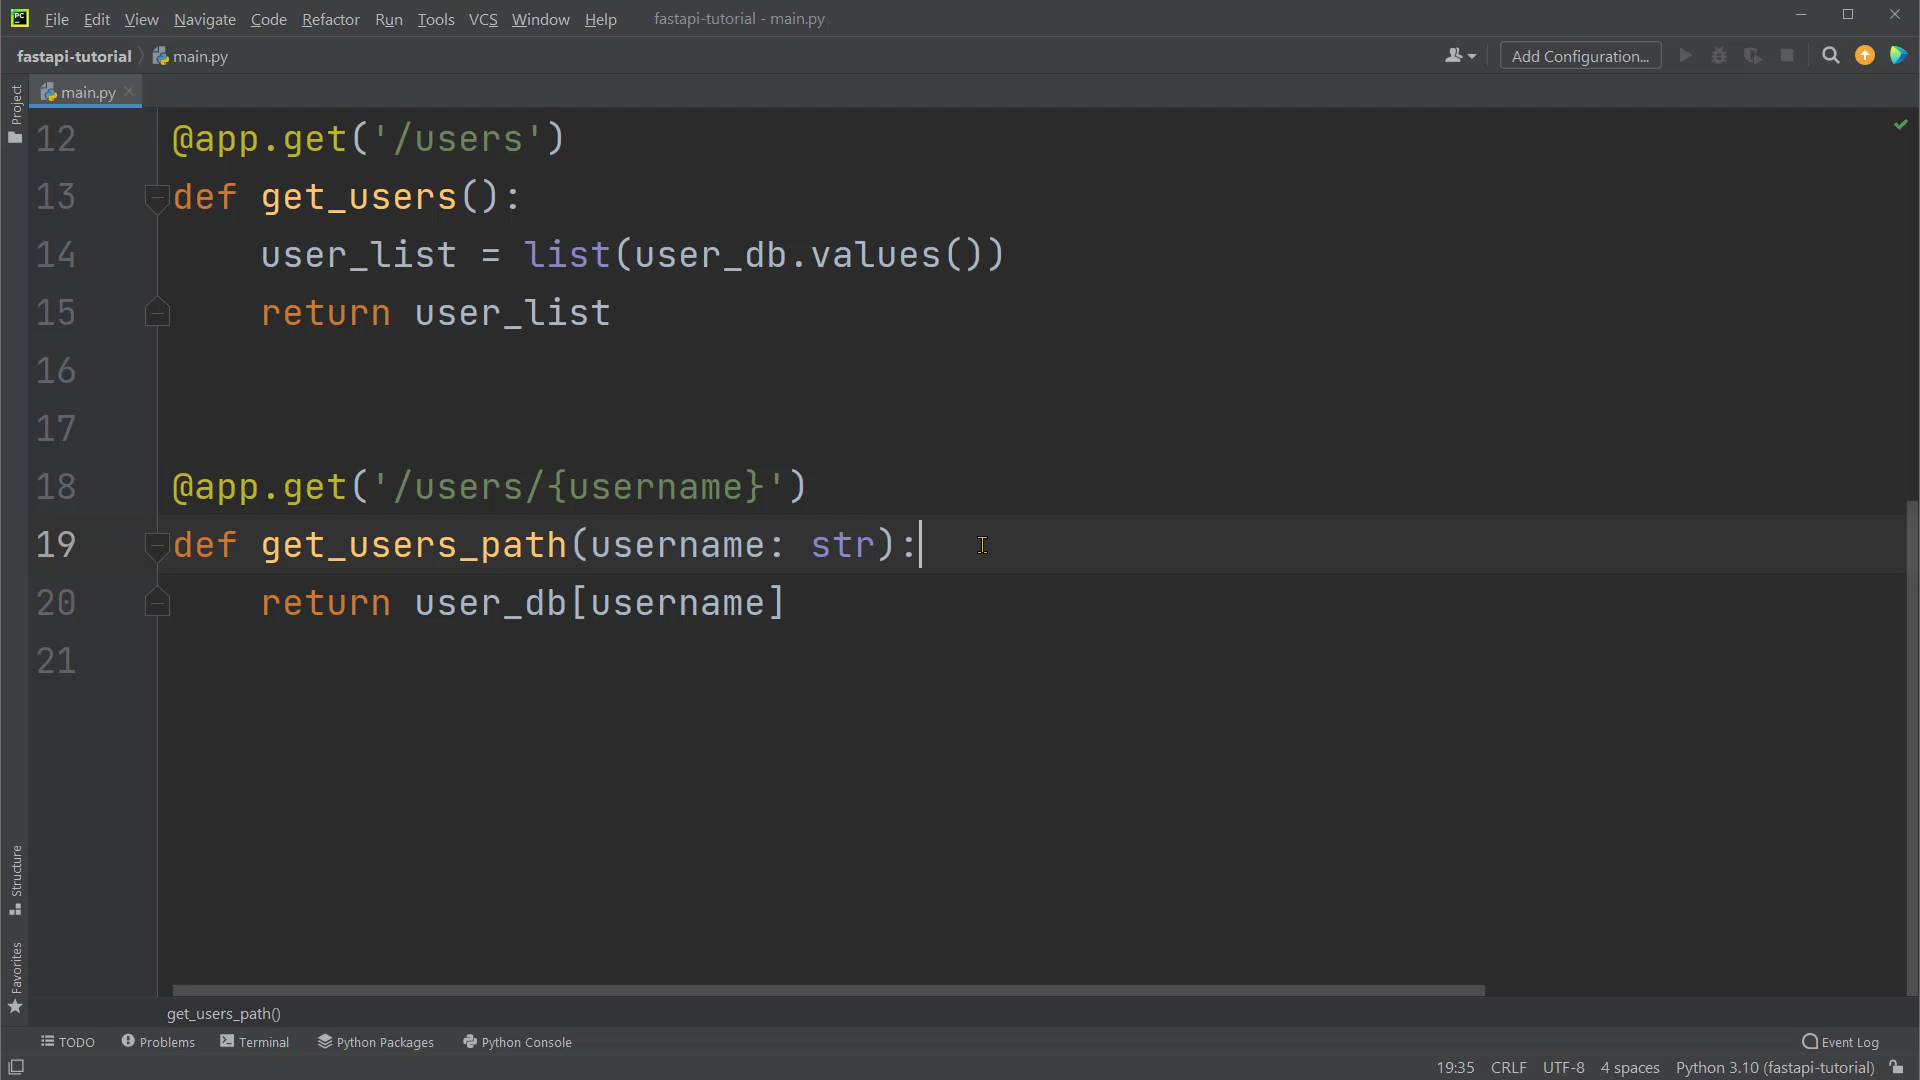 PC File Edit View Navigate Code Refactor Run Tools VCS Window Help fastapi-tutorial - main.py
fastapi-tutorial main.py Add Configuration...
main.py
Project
12 @app.get('/users')
13 def get_users():
14 user_list = list(user_db.values())
15 return user_list
16
17
18 @app.get('/users/{username}')
19 def get_users_path(username: str):
20 return user_db[username]
21
Structure
Favorites
get_users_path()
TODO Problems Terminal Python Packages Python Console Event Log
19:35 CRLF UTF-8 4 spaces Python 3.10 (fastapi-tutorial)